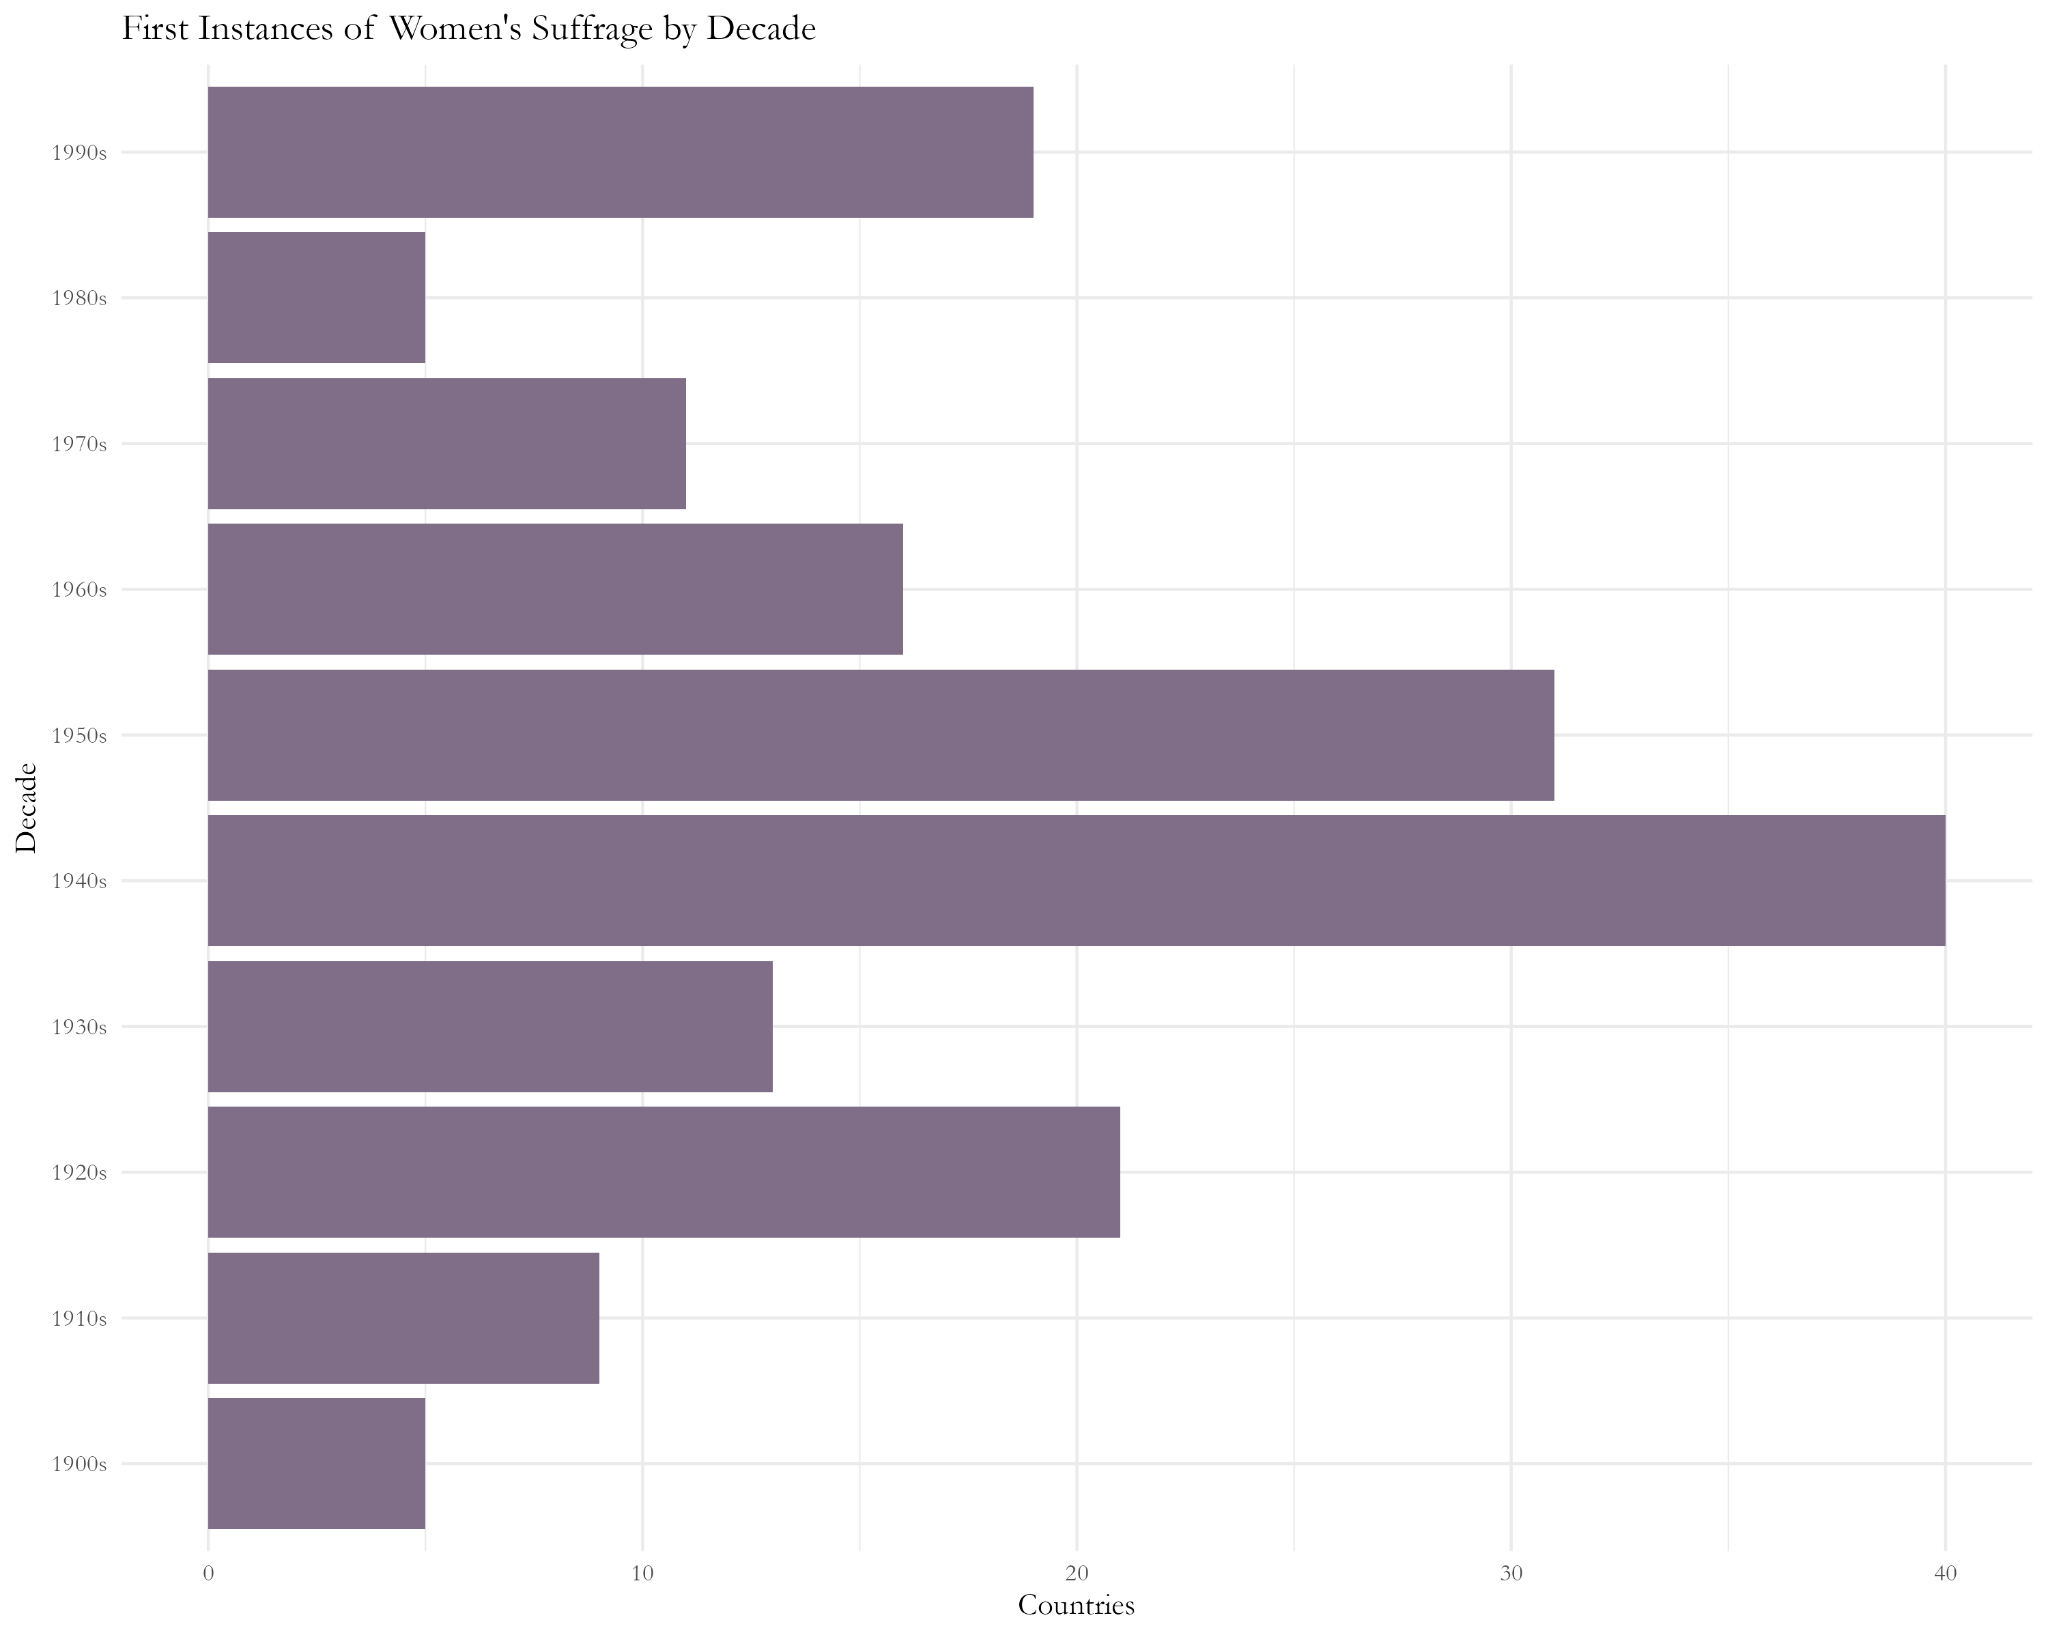 First Instances of Women's Suffrage by Decade
Decade
1990s
1980s
1970s
1960s
1950s
1940s
1930s
1920s
1910s
1900s
0 10 20 30 40
Countries